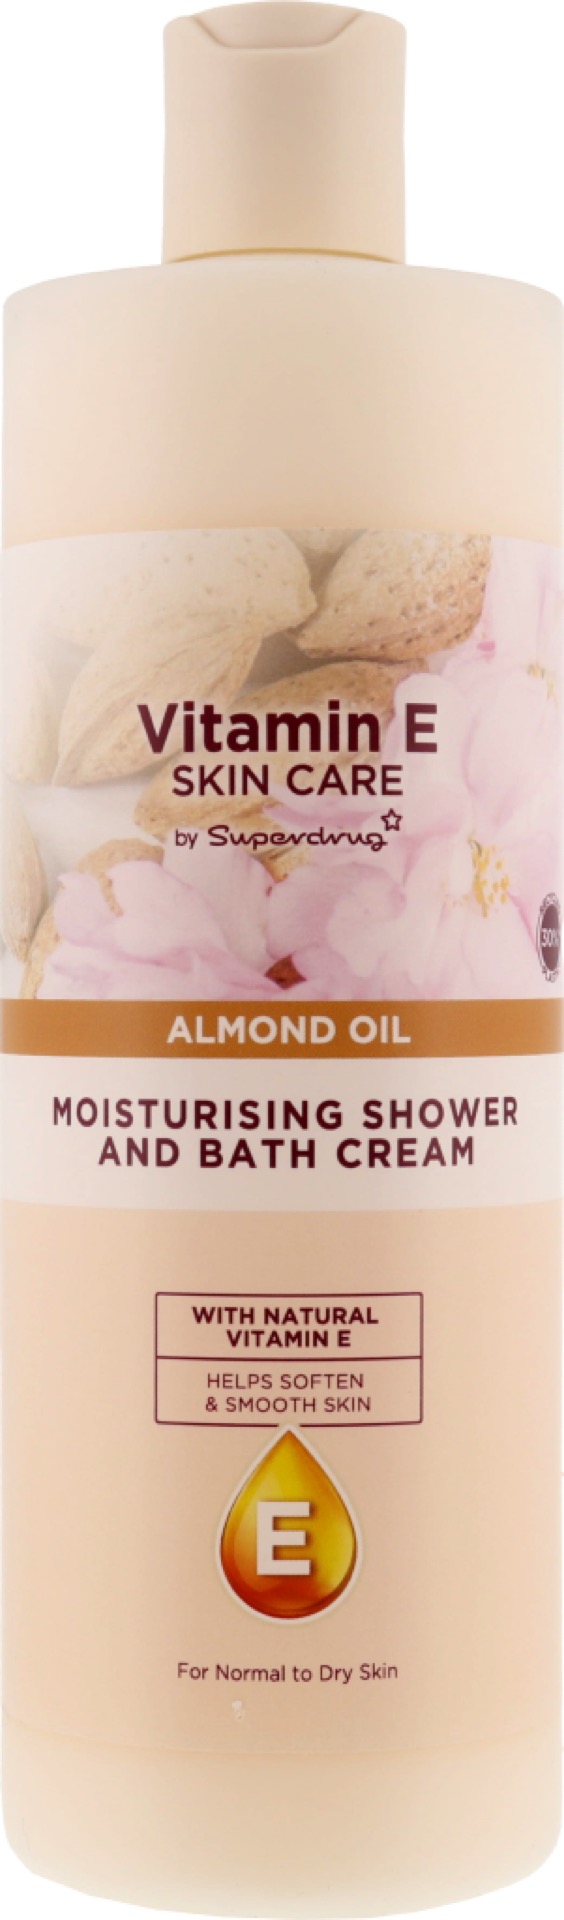 Vitamin E
SKIN CARE
by Superdrug
ALMOND OIL
MOISTURISING SHOWER
AND BATH CREAM
WITH NATURAL
VITAMIN E
HELPS SOFTEN
& SMOOTH SKIN
E
For Normal to Dry Skin